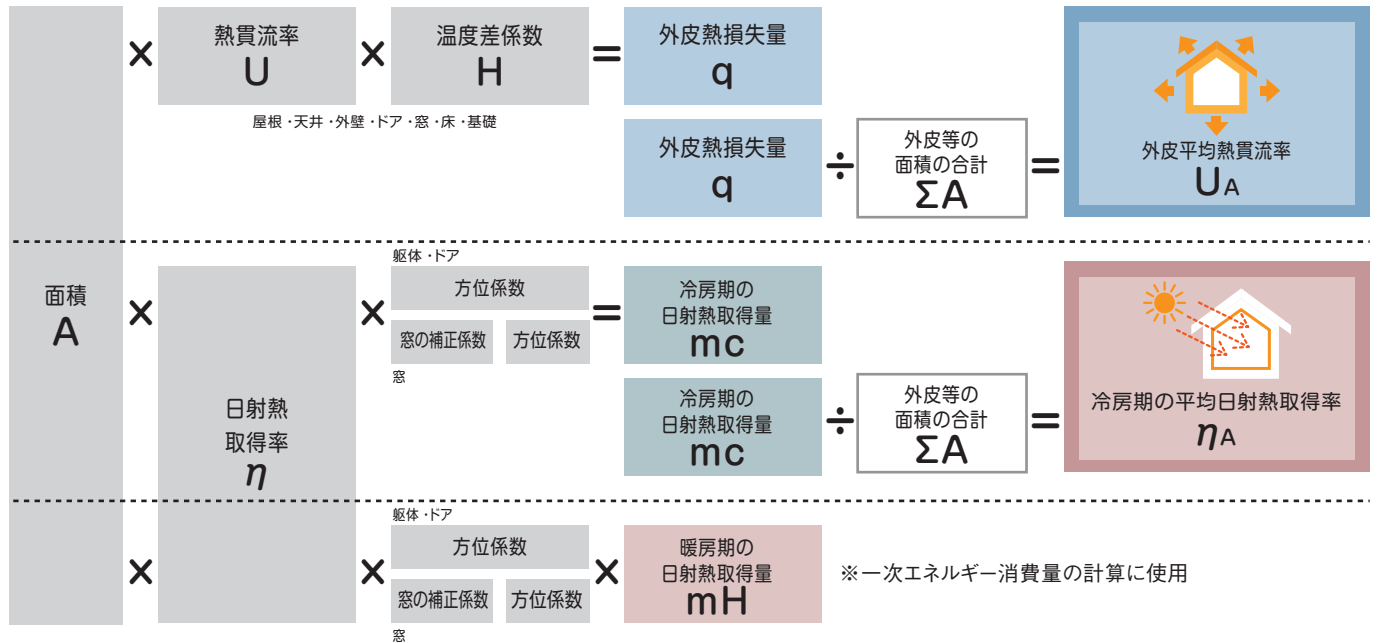 面積
A
×
熱貫流率
U
×
温度差係数
H
=
外皮熱損失量
q
屋根・天井・外壁・ドア・窓・床・基礎
外皮熱損失量
q
÷
外皮等の
面積の合計
ΣA
=
外皮平均熱貫流率
UA
×
日射熱
取得率
η
×
躯体・ドア
方位係数
窓の補正係数
方位係数
窓
=
冷房期の
日射熱取得量
mc
冷房期の
日射熱取得量
mc
÷
外皮等の
面積の合計
ΣA
=
冷房期の平均日射熱取得率
ηA
×
×
躯体・ドア
方位係数
窓の補正係数
方位係数
窓
×
暖房期の
日射熱取得量
mH
※一次エネルギー消費量の計算に使用